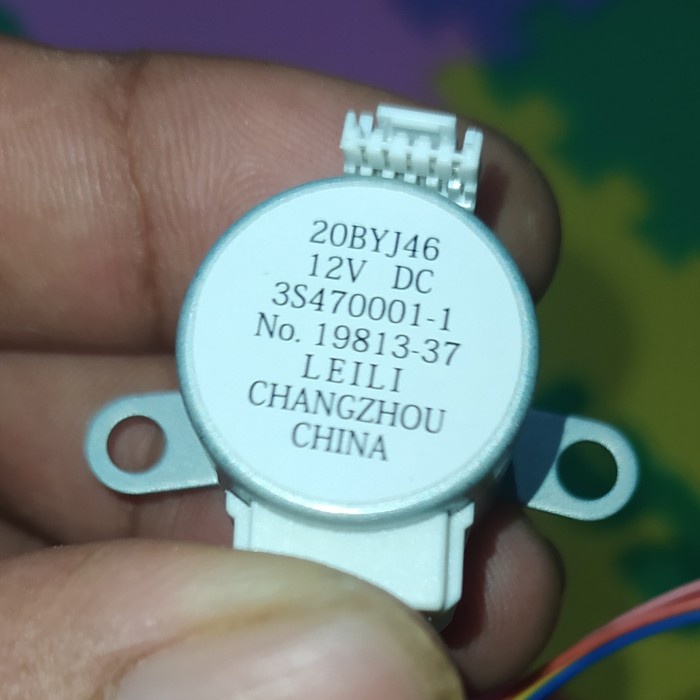 20BYJ46
12V DC
3S470001-1
No. 19813-37
LEILI
CHANGZHOU
CHINA